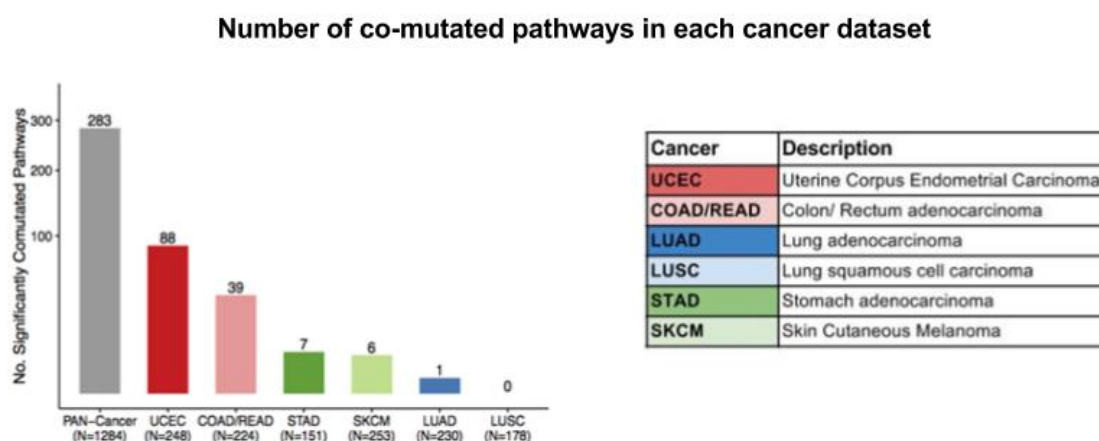 Number of co-mutated pathways in each cancer dataset
No. Significantly Comutated Pathways
300
200
100
283
88
39
7
6
1
0
PAN-Cancer
(N=1284)
UCEC
(N=248)
COAD/READ
(N=224)
STAD
(N=151)
SKCM
(N=253)
LUAD
(N=230)
LUSC
(N=178)
Cancer Description
UCEC Uterine Corpus Endometrial Carcinoma
COAD/READ Colon/ Rectum adenocarcinoma
LUAD Lung adenocarcinoma
LUSC Lung squamous cell carcinoma
STAD Stomach adenocarcinoma
SKCM Skin Cutaneous Melanoma